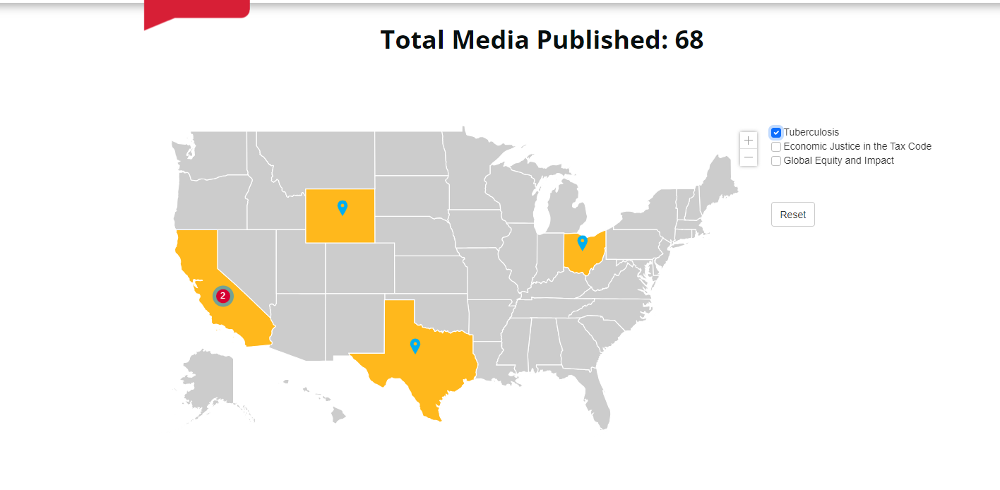 Total Media Published: 68
Tuberculosis
Economic Justice in the Tax Code
Global Equity and Impact
Reset
2